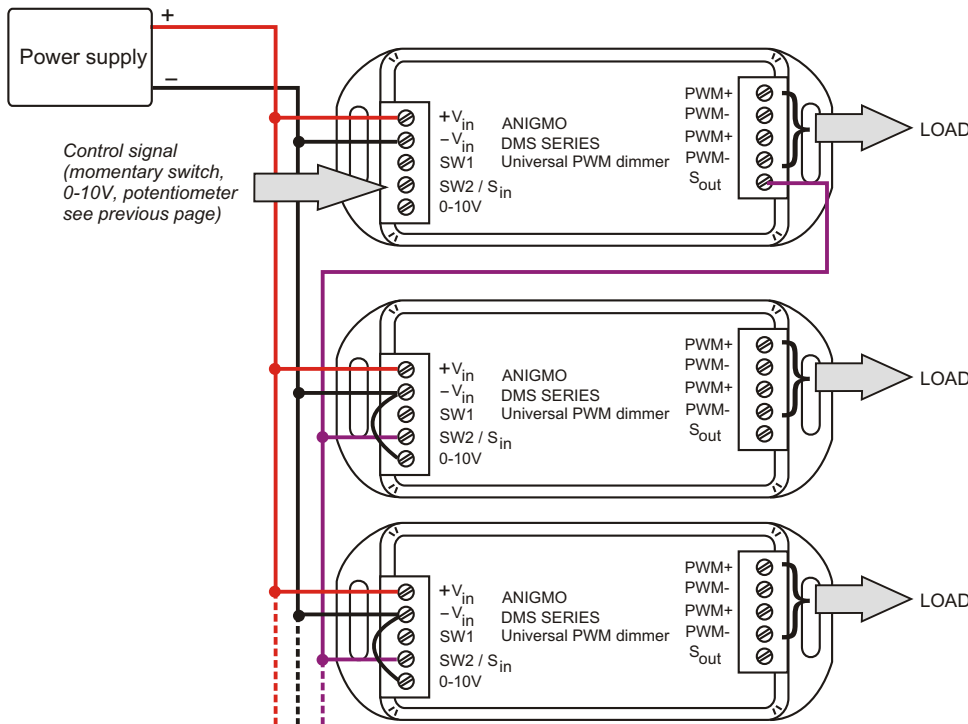 +
Power supply
−
Control signal
(momentary switch,
0-10V, potentiometer
see previous page)
+Vin
−Vin
SW1
SW2 / Sin
0-10V
ANIGMO
DMS SERIES
Universal PWM dimmer
PWM+
PWM-
PWM+
PWM-
Sout
LOAD
+Vin
−Vin
SW1
SW2 / Sin
0-10V
ANIGMO
DMS SERIES
Universal PWM dimmer
PWM+
PWM-
PWM+
PWM-
Sout
LOAD
+Vin
−Vin
SW1
SW2 / Sin
0-10V
ANIGMO
DMS SERIES
Universal PWM dimmer
PWM+
PWM-
PWM+
PWM-
Sout
LOAD